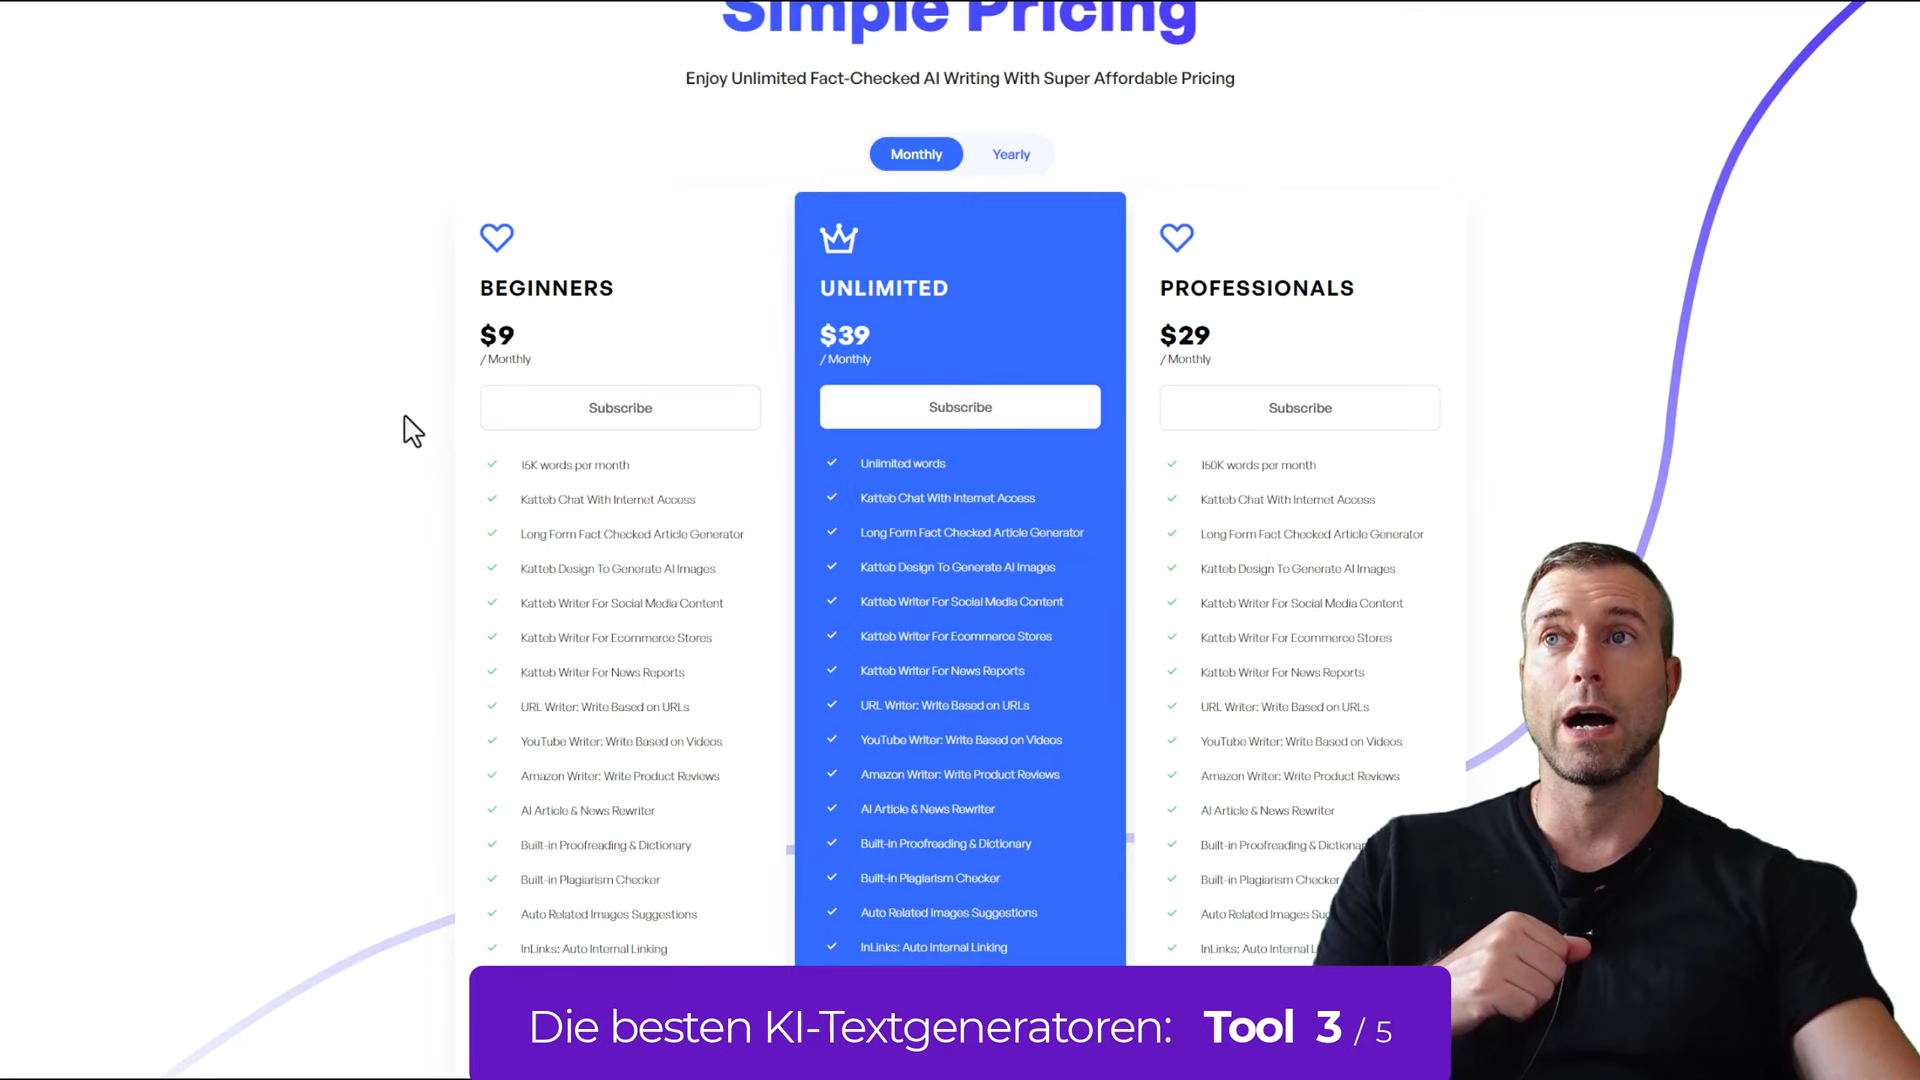 Simple Pricing
Enjoy Unlimited Fact-Checked AI Writing With Super Affordable Pricing
Monthly
Yearly
BEGINNERS
$9
/ Monthly
Subscribe
15K words per month
Katteb Chat With Internet Access
Long Form Fact Checked Article Generator
Katteb Design To Generate AI Images
Katteb Writer For Social Media Content
Katteb Writer For Ecommerce Stores
Katteb Writer For News Reports
URL Writer: Write Based on URLs
YouTube Writer: Write Based on Videos
Amazon Writer: Write Product Reviews
AI Article & News Rewriter
Built-in Proofreading & Dictionary
Built-in Plagiarism Checker
Auto Related Images Suggestions
InLinks: Auto Internal Linking
UNLIMITED
$39
/ Monthly
Subscribe
Unlimited words
Katteb Chat With Internet Access
Long Form Fact Checked Article Generator
Katteb Design To Generate AI Images
Katteb Writer For Social Media Content
Katteb Writer For Ecommerce Stores
Katteb Writer For News Reports
URL Writer: Write Based on URLs
YouTube Writer: Write Based on Videos
Amazon Writer: Write Product Reviews
AI Article & News Rewriter
Built-in Proofreading & Dictionary
Built-in Plagiarism Checker
Auto Related Images Suggestions
InLinks: Auto Internal Linking
PROFESSIONALS
$29
/ Monthly
Subscribe
150K words per month
Katteb Chat With Internet Access
Long Form Fact Checked Article Generator
Katteb Design To Generate AI Images
Katteb Writer For Social Media Content
Katteb Writer For Ecommerce Stores
Katteb Writer For News Reports
URL Writer: Write Based on URLs
YouTube Writer: Write Based on Videos
Amazon Writer: Write Product Reviews
AI Article & News Rewriter
Built-in Proofreading & Dictionar
Built-in Plagiarism Checker
Auto Related Images Sug
InLinks: Auto Internal L
Die besten KI-Textgeneratoren: Tool 3 / 5